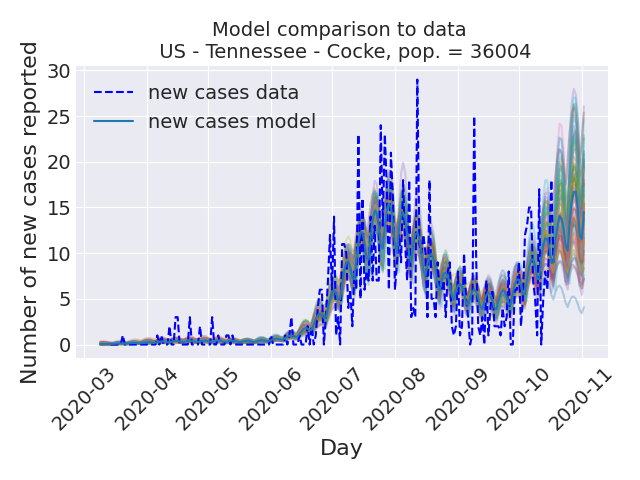 Model comparison to data
US - Tennessee - Cocke, pop. = 36004
Number of new cases reported
30
25
20
15
10
5
0
new cases data
new cases model
2020-03
2020-04
2020-05
2020-06
2020-07
2020-08
2020-09
2020-10
2020-11
Day